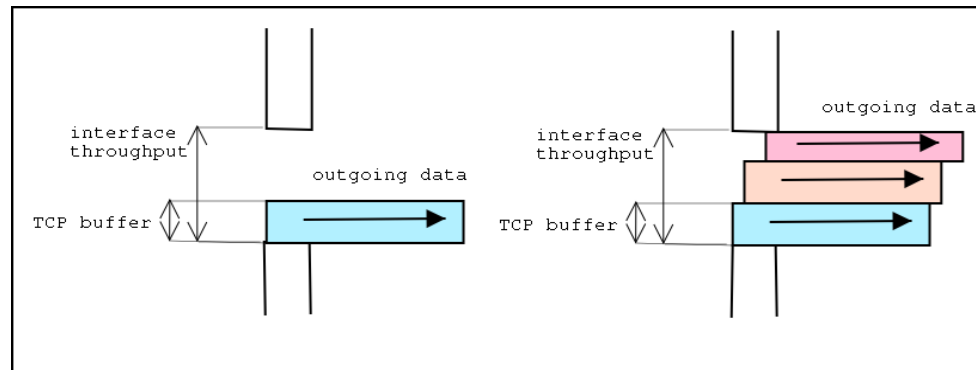 interface
throughput
outgoing data
TCP buffer
outgoing data
interface
throughput
TCP buffer